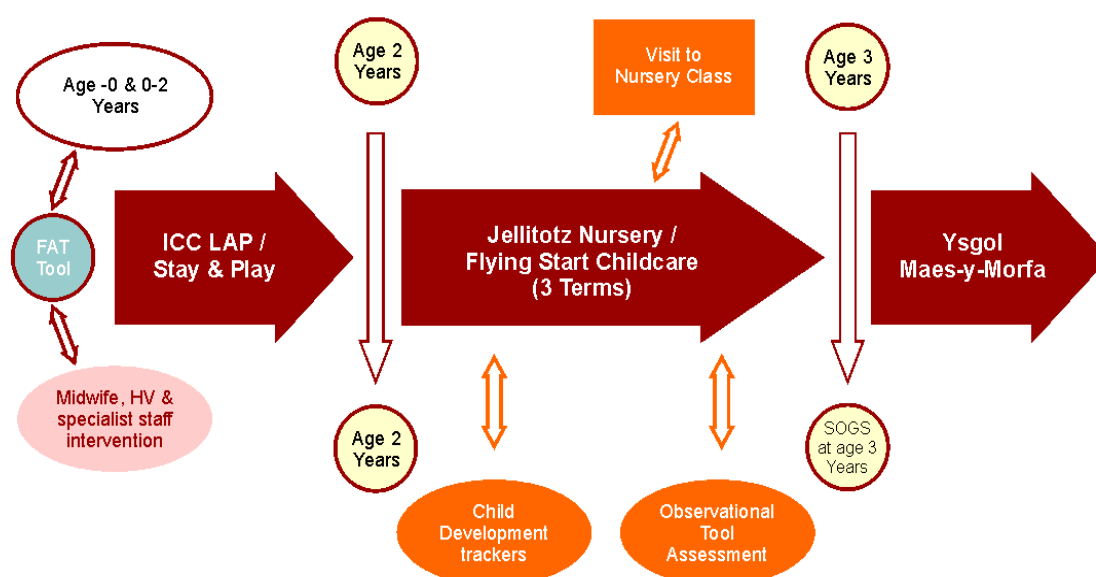 Age -0 & 0-2
Years
FAT
Tool
Midwife, HV &
specialist staff
intervention
ICC LAP /
Stay & Play
Age 2
Years
Age 2
Years
Jellitotz Nursery /
Flying Start Childcare
(3 Terms)
Visit to
Nursery Class
Child
Development
trackers
Observational
Tool
Assessment
Age 3
Years
SOGS
at age 3
Years
Ysgol
Maes-y-Morfa